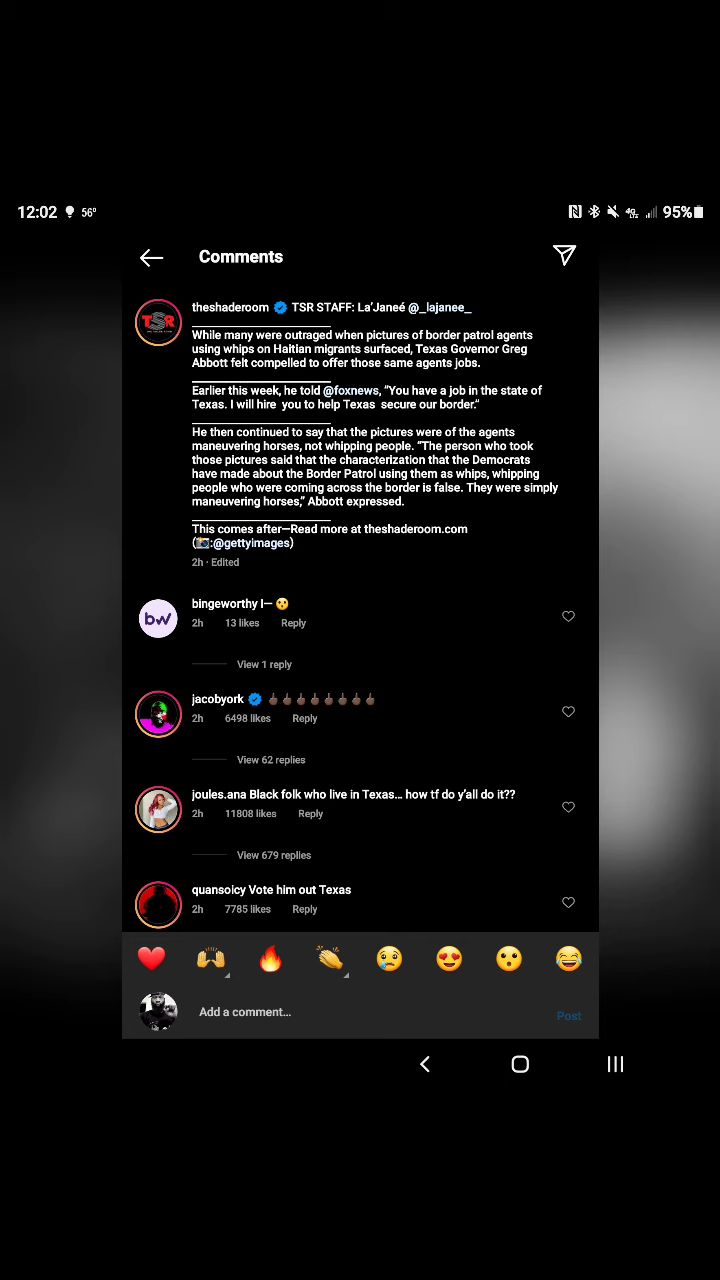 12:02 56° 4G LTE 95%
Comments
TSR
theshaderoom TSR STAFF: La'Janeé @_lajanee_
While many were outraged when pictures of border patrol agents
using whips on Haitian migrants surfaced, Texas Governor Greg
Abbott felt compelled to offer those same agents jobs.
Earlier this week, he told @foxnews, “You have a job in the state of
Texas. I will hire  you to help Texas  secure our border.”
He then continued to say that the pictures were of the agents
maneuvering horses, not whipping people. “The person who took
those pictures said that the characterization that the Democrats
have made about the Border Patrol using them as whips, whipping
people who were coming across the border is false. They were simply
maneuvering horses,” Abbott expressed.
This comes after—Read more at theshaderoom.com
(📸:@gettyimages)
2h · Edited
bw
bingeworthy I— 😯
2h 13 likes Reply
View 1 reply
jacobyork 🖕🏿🖕🏿🖕🏿🖕🏿🖕🏿🖕🏿🖕🏿🖕🏿
2h 6498 likes Reply
View 62 replies
joules.ana Black folk who live in Texas... how tf do y'all do it??
2h 11808 likes Reply
View 679 replies
quansoicy Vote him out Texas
2h 7785 likes Reply
❤️ 🙌 🔥 👏 😢 😍 😮 😂
Add a comment... Post